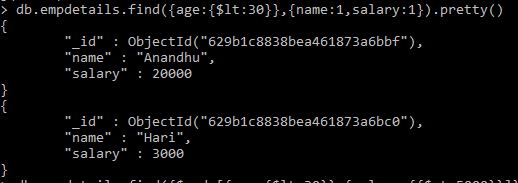 > db.empdetails.find({age:{$lt:30}},{name:1,salary:1}).pretty()
{
"_id" : ObjectId("629b1c8838bea461873a6bbf"),
"name" : "Anandhu",
"salary" : 20000
}
{
"_id" : ObjectId("629b1c8838bea461873a6bc0"),
"name" : "Hari",
"salary" : 3000
}